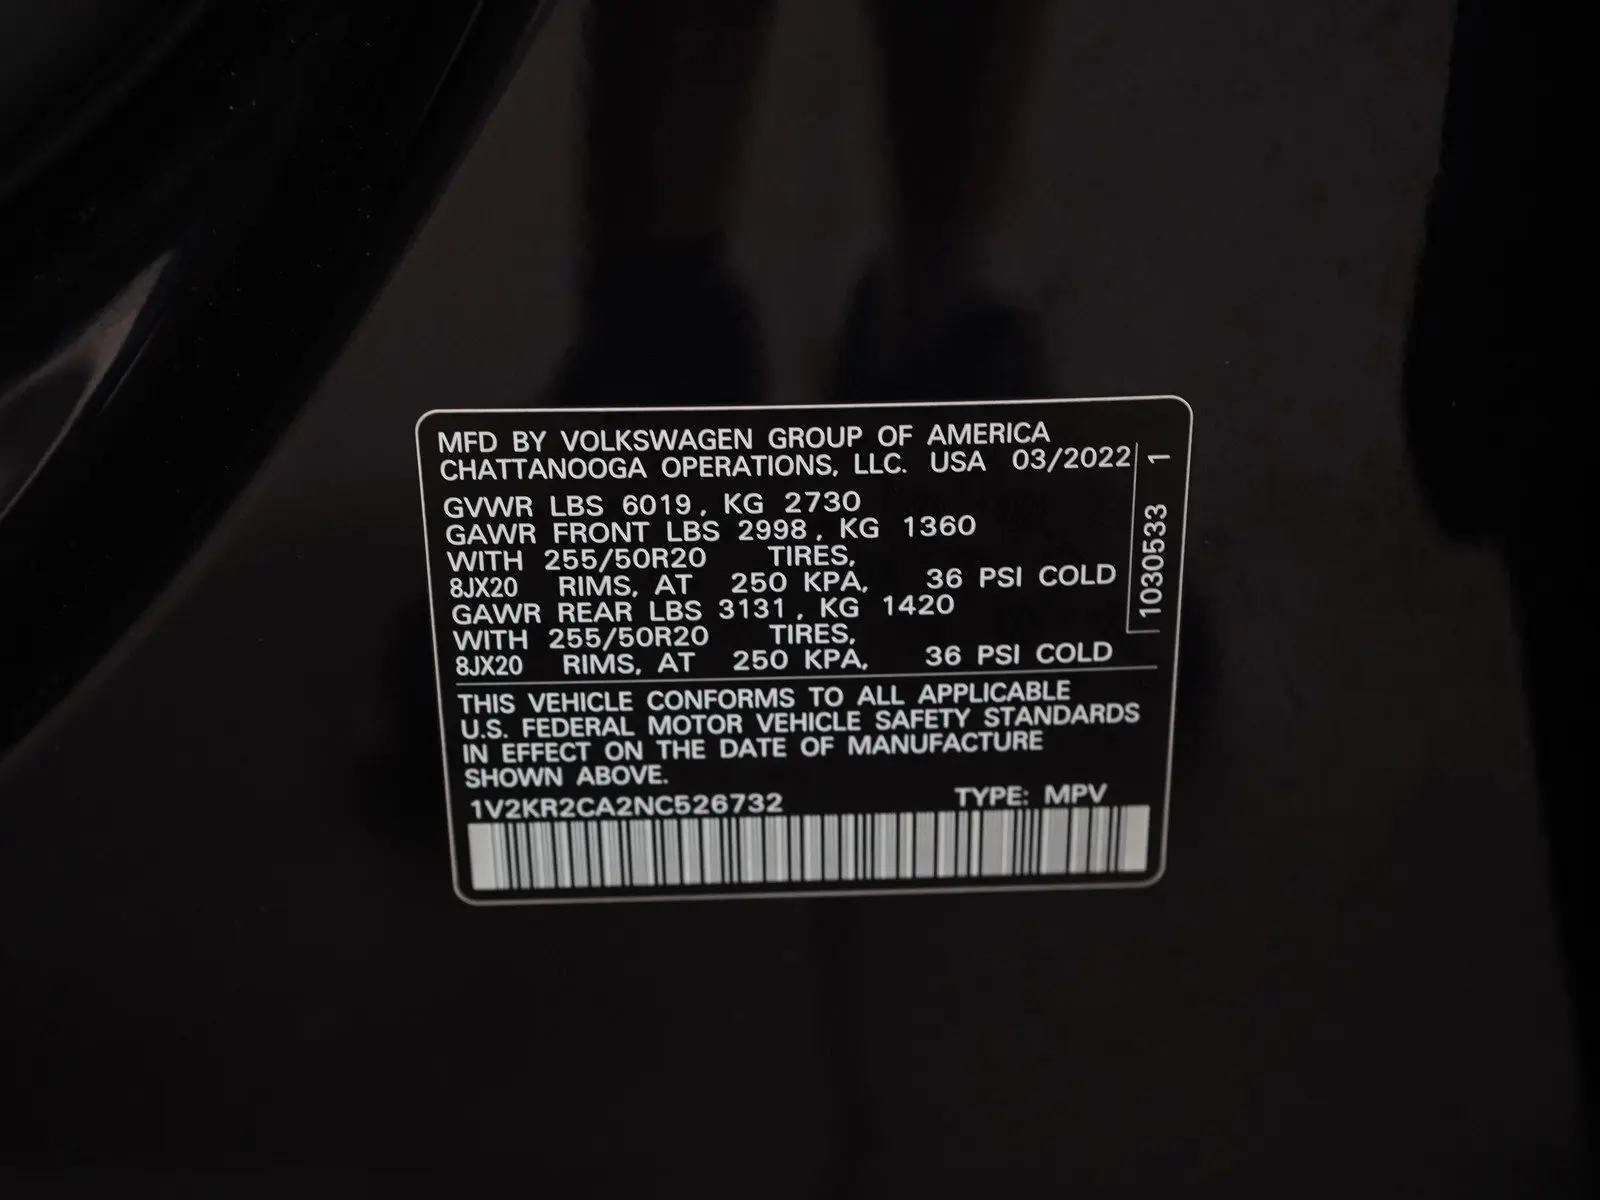 MFD BY VOLKSWAGEN GROUP OF AMERICA
CHATTANOOGA OPERATIONS, LLC. USA 03/2022
GVWR LBS 6019, KG 2730
GAWR FRONT LBS 2998, KG 1360
WITH 255/50R20 TIRES,
8JX20 RIMS, AT 250 KPA, 36 PSI COLD
GAWR REAR LBS 3131, KG 1420
WITH 255/50R20 TIRES,
8JX20 RIMS, AT 250 KPA, 36 PSI COLD
1030533 1
THIS VEHICLE CONFORMS TO ALL APPLICABLE
U.S. FEDERAL MOTOR VEHICLE SAFETY STANDARDS
IN EFFECT ON THE DATE OF MANUFACTURE
SHOWN ABOVE.
1V2KR2CA2NC526732 TYPE: MPV